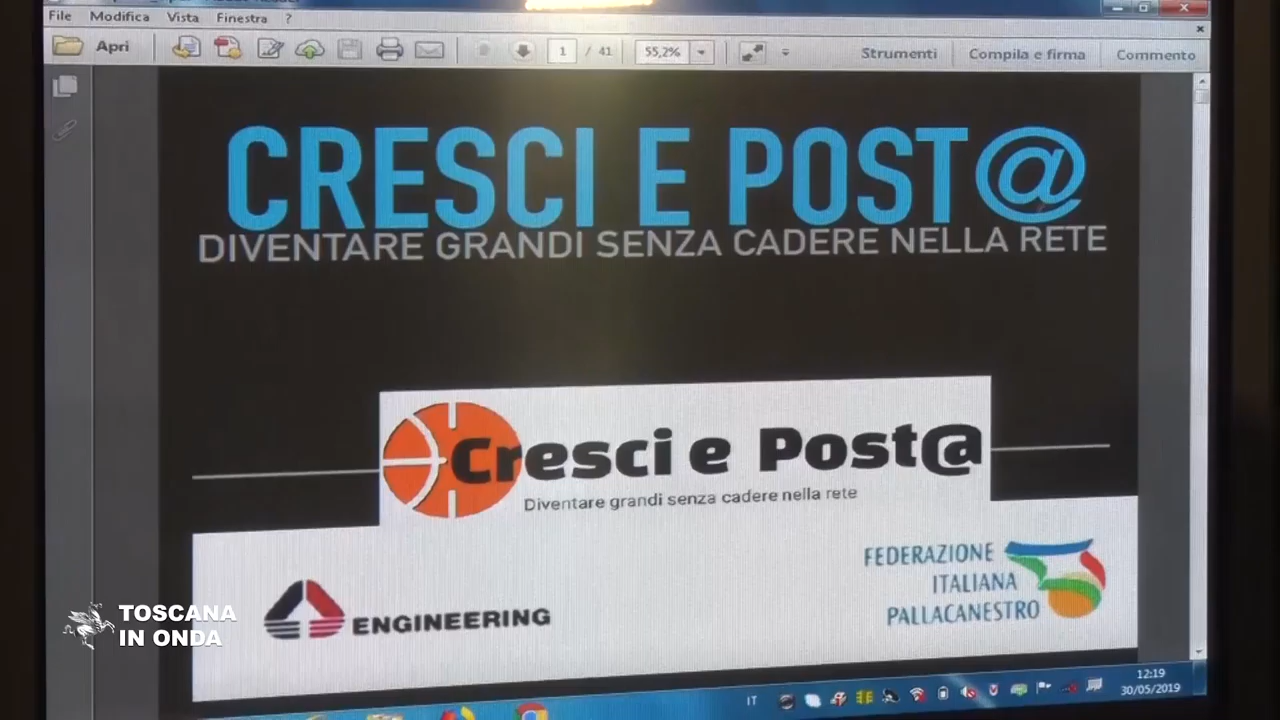 File Modifica Vista Finestra ?
Apri 1 / 41 55,2% Strumenti Compila e firma Commento
CRESCI E POST@
DIVENTARE GRANDI SENZA CADERE NELLA RETE
Cresci e Post@
Diventare grandi senza cadere nella rete
ENGINEERING
FEDERAZIONE
ITALIANA
PALLACANESTRO
TOSCANA
IN ONDA
IT
12:19
30/05/2019